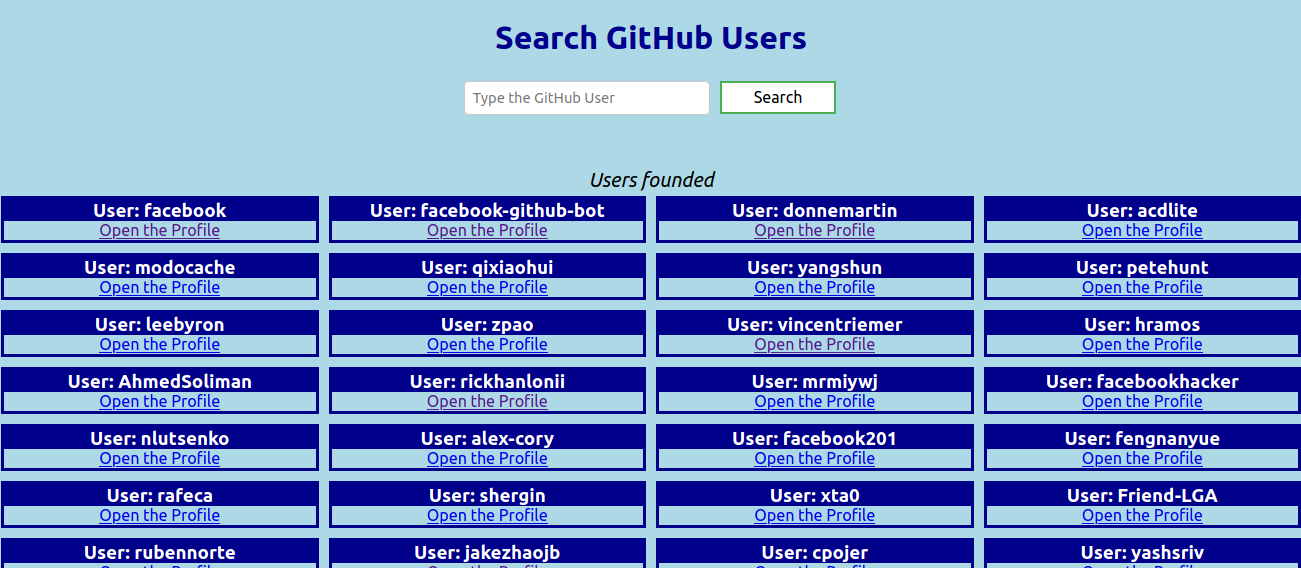 Search GitHub Users
Type the GitHub User Search
Users founded
User: facebook User: facebook-github-bot User: donnemartin User: acdlite
Open the Profile Open the Profile Open the Profile Open the Profile
User: modocache User: qixiaohui User: yangshun User: petehunt
Open the Profile Open the Profile Open the Profile Open the Profile
User: leebyron User: zpao User: vincentriemer User: hramos
Open the Profile Open the Profile Open the Profile Open the Profile
User: AhmedSoliman User: rickhanlonii User: mrmiywj User: facebookhacker
Open the Profile Open the Profile Open the Profile Open the Profile
User: nlutsenko User: alex-cory User: facebook201 User: fengnanyue
Open the Profile Open the Profile Open the Profile Open the Profile
User: rafeca User: shergin User: xta0 User: Friend-LGA
Open the Profile Open the Profile Open the Profile Open the Profile
User: rubennorte User: jakezhaojb User: cpojer User: yashsriv